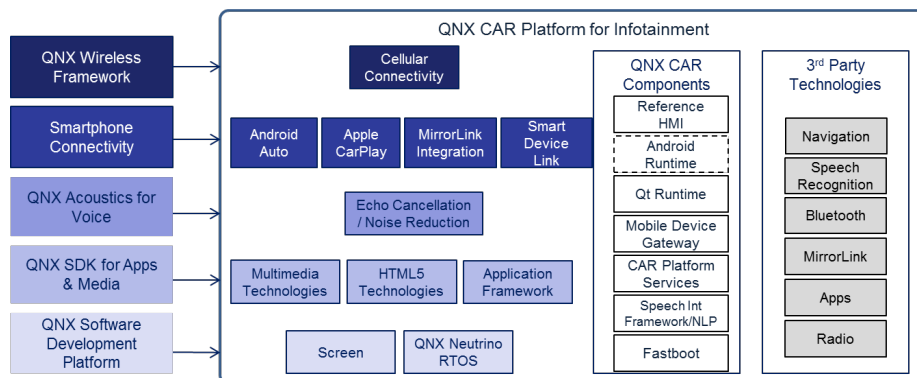 QNX CAR Platform for Infotainment
QNX Wireless
Framework
Cellular
Connectivity
Smartphone
Connectivity
Android
Auto
Apple
CarPlay
MirrorLink
Integration
Smart
Device
Link
QNX Acoustics for
Voice
Echo Cancellation
/ Noise Reduction
QNX SDK for Apps
& Media
Multimedia
Technologies
HTML5
Technologies
Application
Framework
QNX Software
Development
Platform
Screen
QNX Neutrino
RTOS
QNX CAR
Components
Reference
HMI
Android
Runtime
Qt Runtime
Mobile Device
Gateway
CAR Platform
Services
Speech Int
Framework/NLP
Fastboot
3rd Party
Technologies
Navigation
Speech
Recognition
Bluetooth
MirrorLink
Apps
Radio